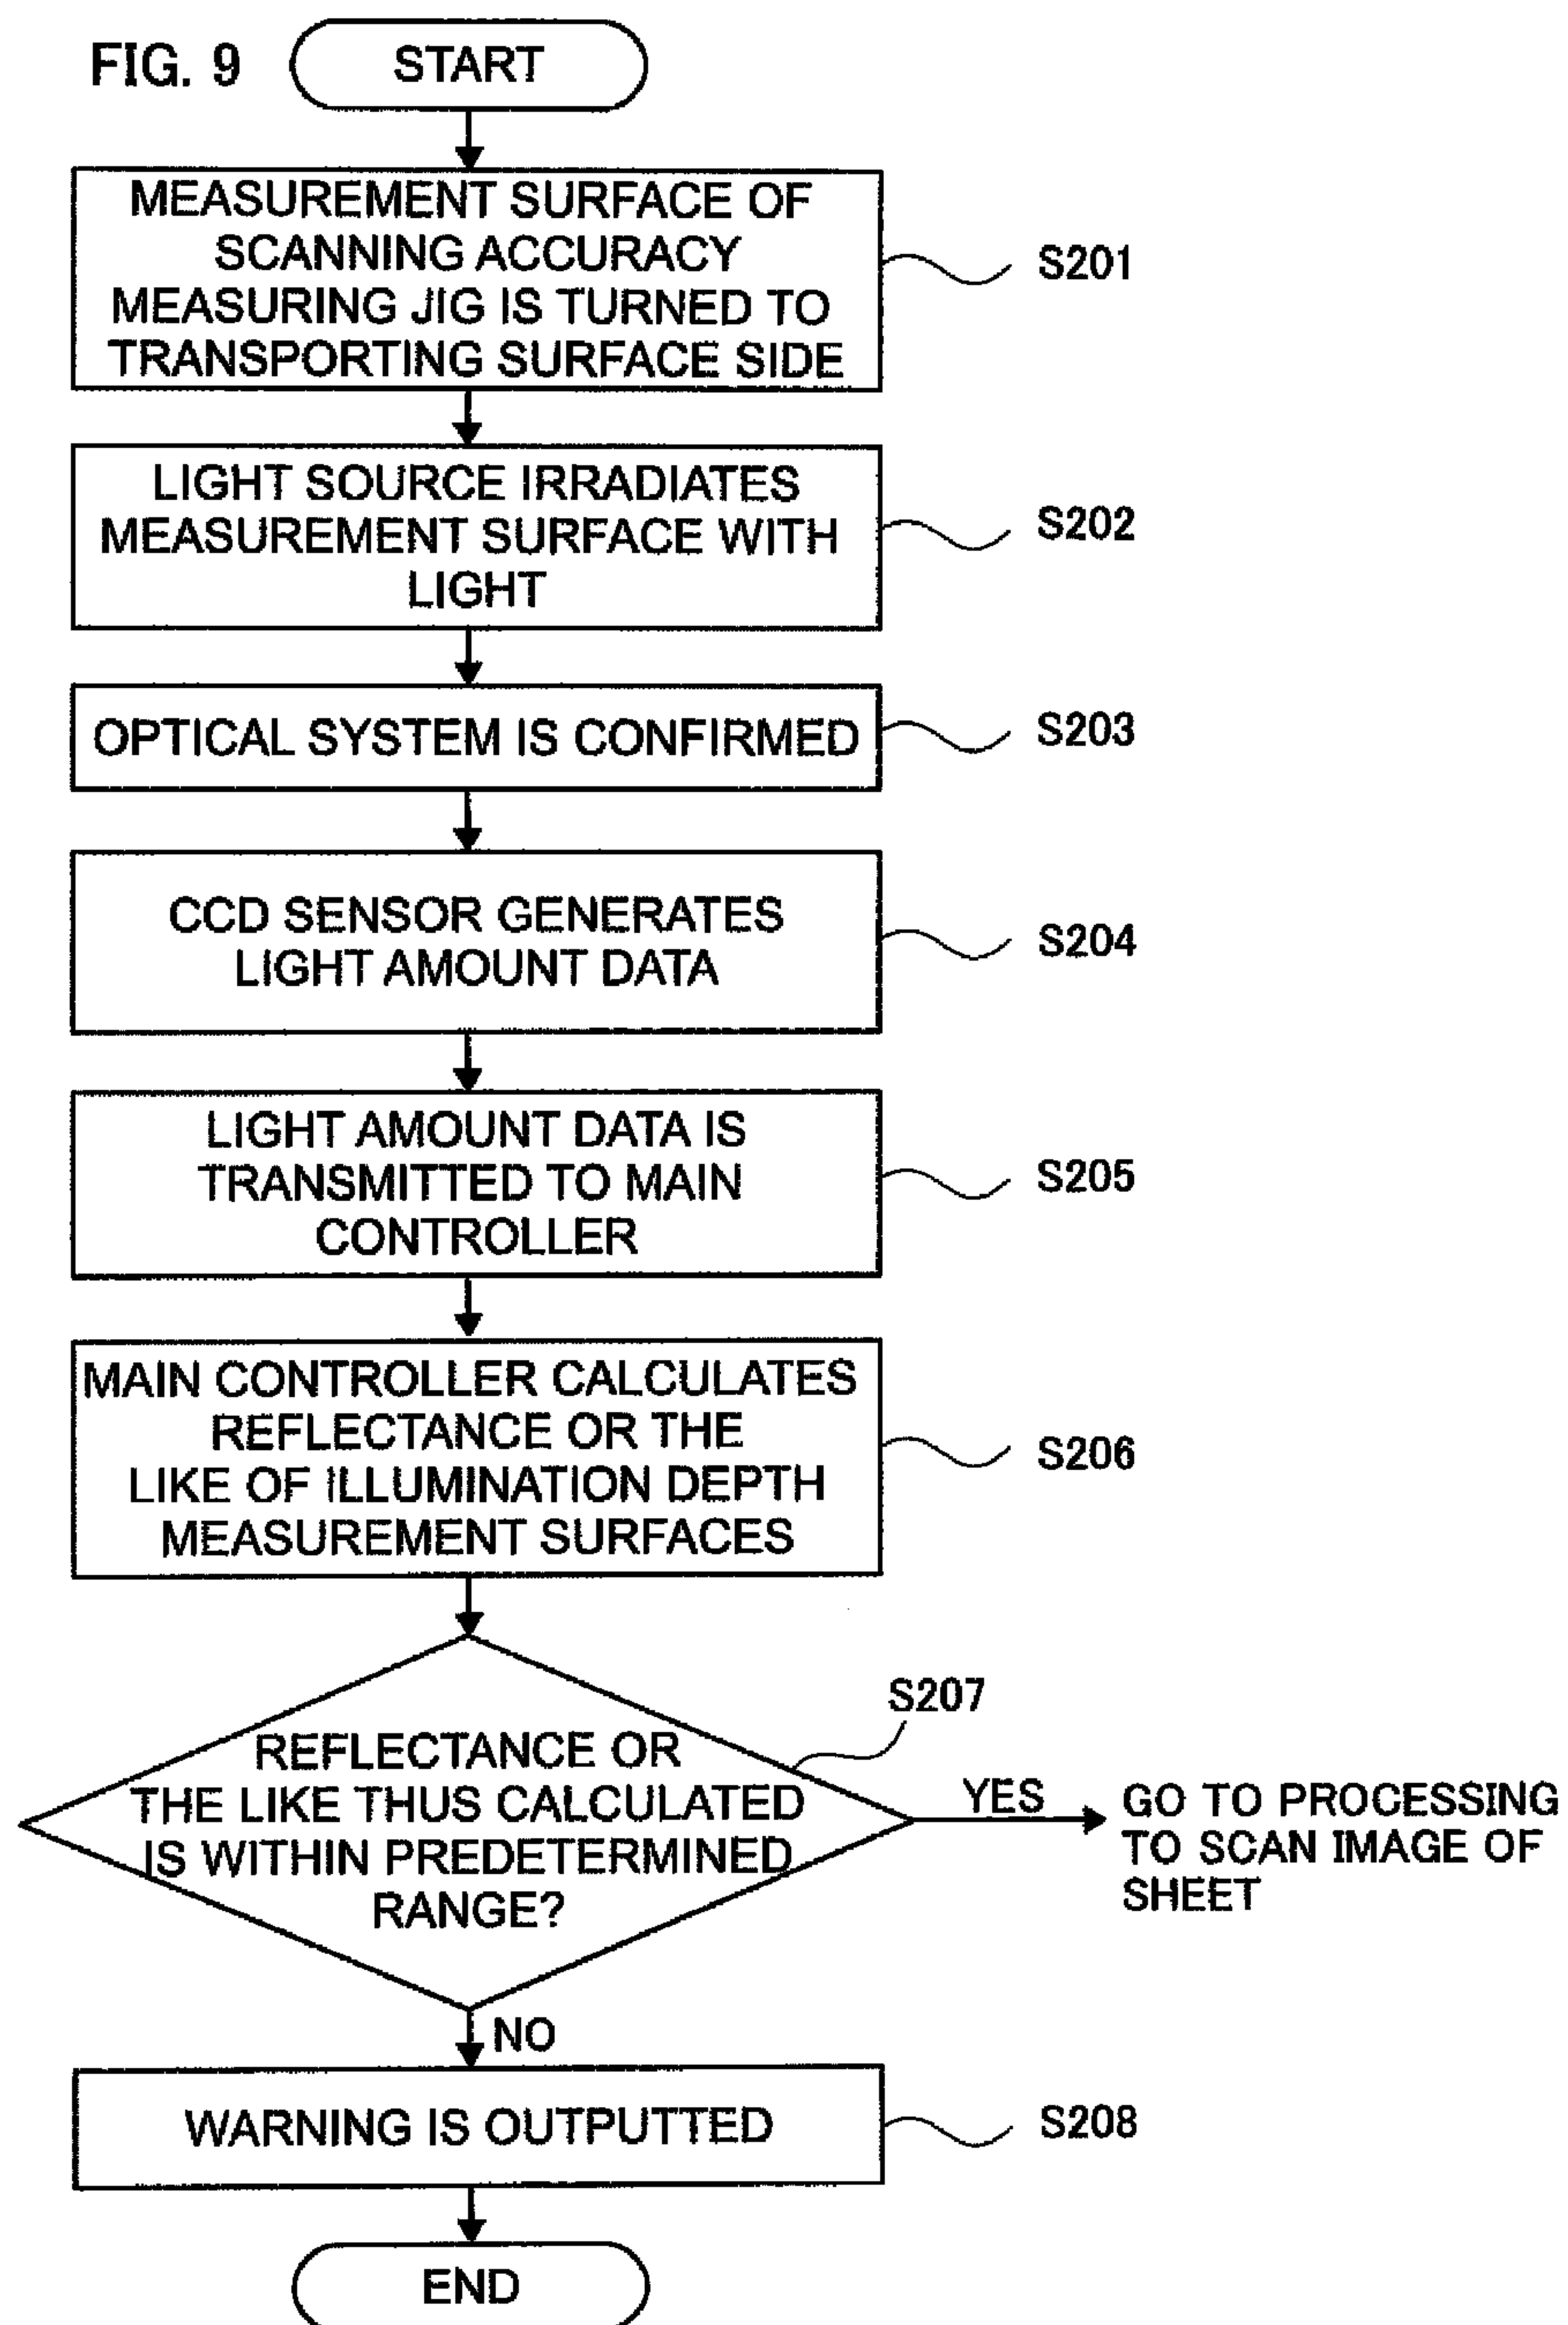 FIG. 9
START
MEASUREMENT SURFACE OF
SCANNING ACCURACY
MEASURING JIG IS TURNED TO
TRANSPORTING SURFACE SIDE
S201
LIGHT SOURCE IRRADIATES
MEASUREMENT SURFACE WITH
LIGHT
S202
OPTICAL SYSTEM IS CONFIRMED
S203
CCD SENSOR GENERATES
LIGHT AMOUNT DATA
S204
LIGHT AMOUNT DATA IS
TRANSMITTED TO MAIN
CONTROLLER
S205
MAIN CONTROLLER CALCULATES
REFLECTANCE OR THE
LIKE OF ILLUMINATION DEPTH
MEASUREMENT SURFACES
S206
S207
REFLECTANCE OR
THE LIKE THUS CALCULATED
IS WITHIN PREDETERMINED
RANGE?
YES
GO TO PROCESSING
TO SCAN IMAGE OF
SHEET
NO
WARNING IS OUTPUTTED
S208
END